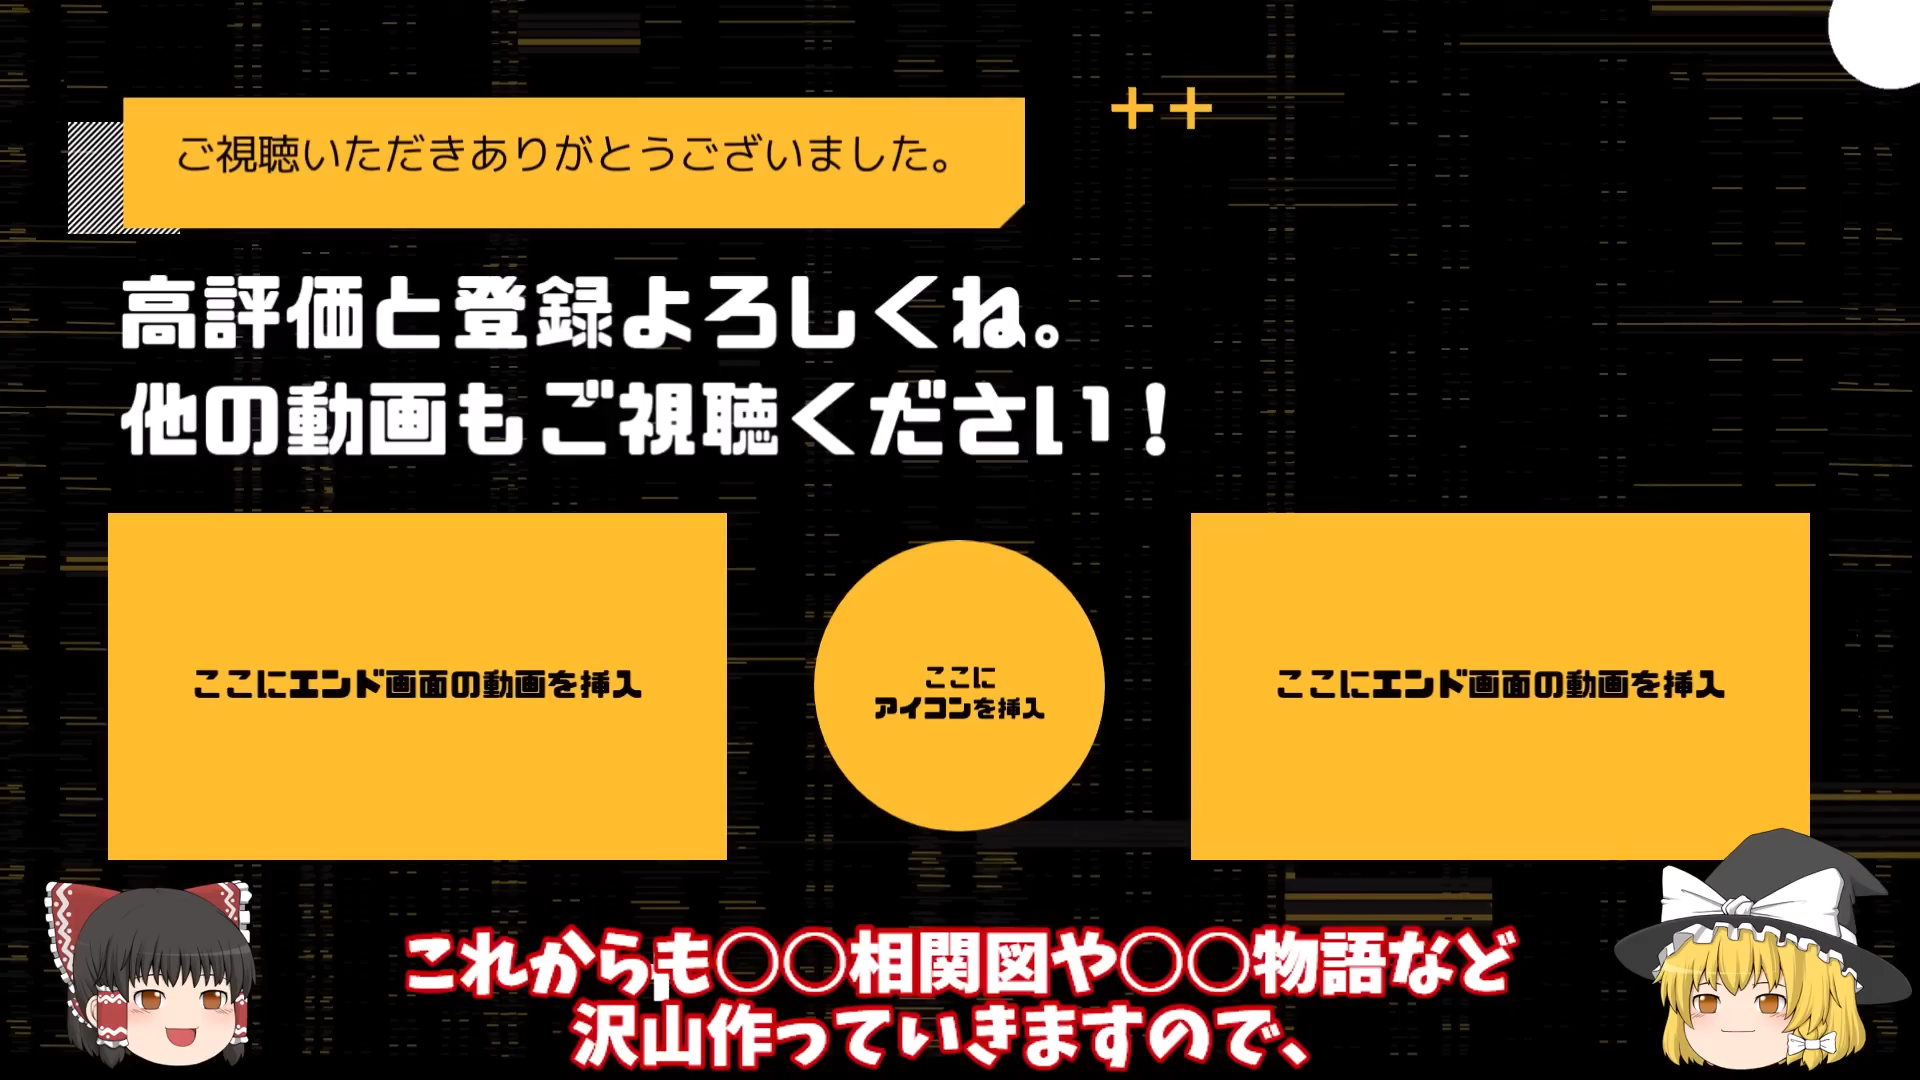 ご視聴いただきありがとうございました。
高評価と登録よろしくね。
他の動画もご視聴ください！
ここにエンド画面の動画を挿入
ここに
アイコンを挿入
ここにエンド画面の動画を挿入
これからも〇〇相関図や〇〇物語など
沢山作っていきますので、